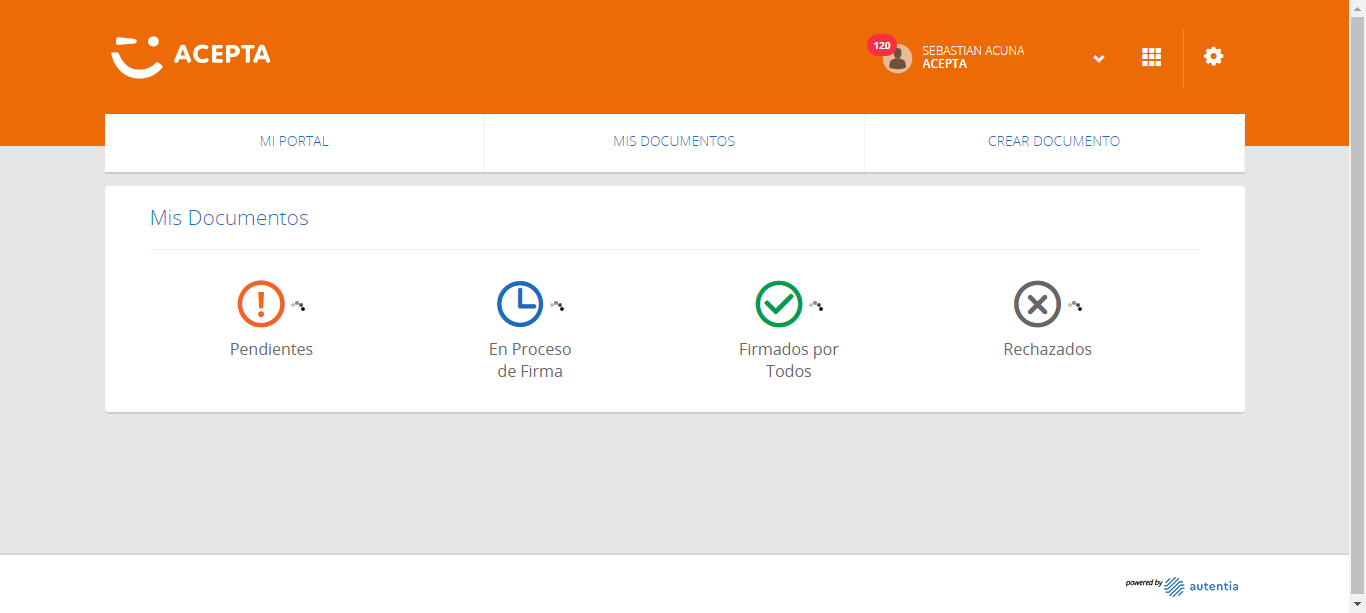 ACEPTA
120
SEBASTIAN ACUNA
ACEPTA
MI PORTAL
MIS DOCUMENTOS
CREAR DOCUMENTO
Mis Documentos
Pendientes
En Proceso
de Firma
Firmados por
Todos
Rechazados
powered by autentia